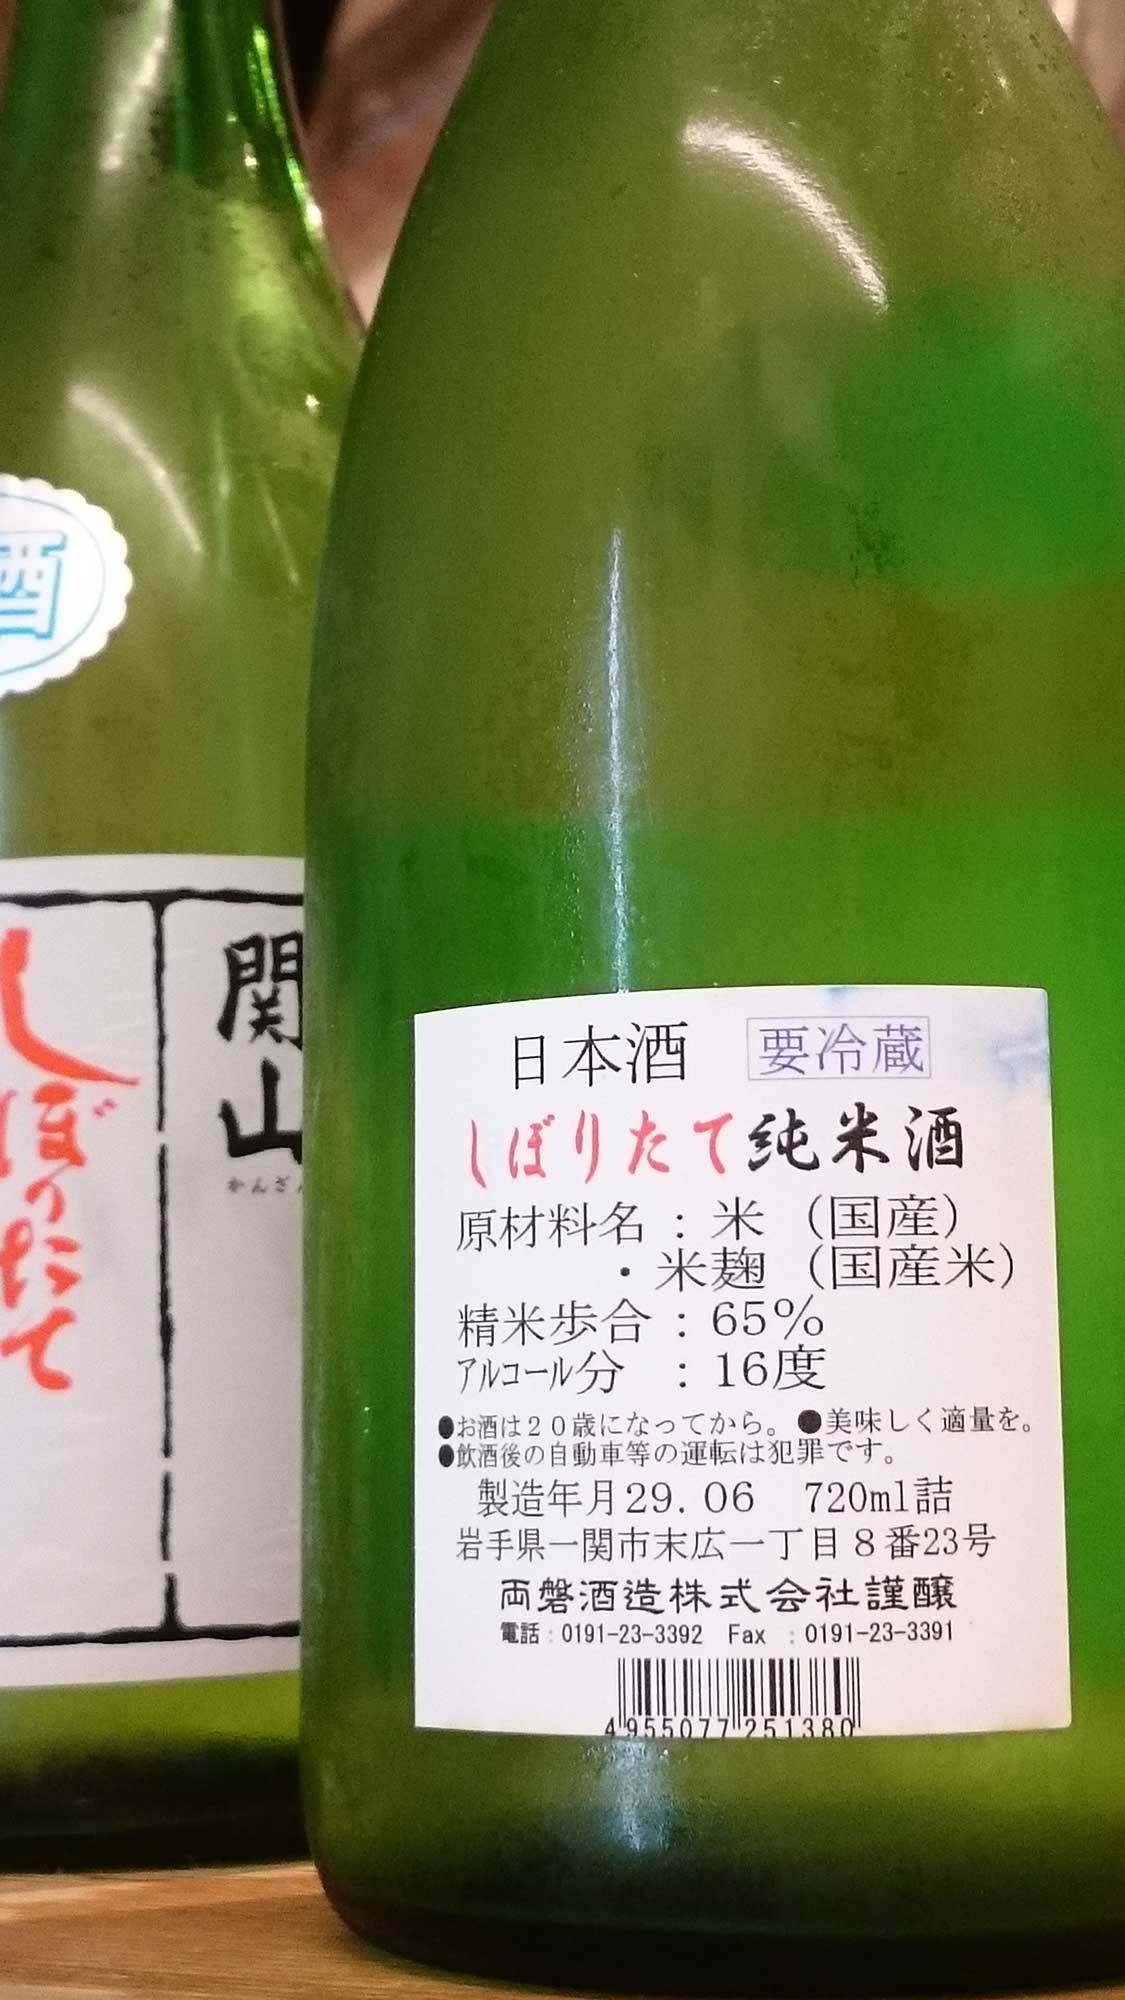 酒
関山
かんざん
しぼりたて
日本酒 要冷蔵
しぼりたて純米酒
原材料名：米（国産）
・米麹（国産米）
精米歩合：65％
アルコール分 ：16度
●お酒は20歳になってから。●美味しく適量を。
●飲酒後の自動車等の運転は犯罪です。
製造年月29.06 720ml詰
岩手県一関市末広一丁目8番23号
両磐酒造株式会社謹醸
電話：0191-23-3392 Fax ：0191-23-3391
4955077251380